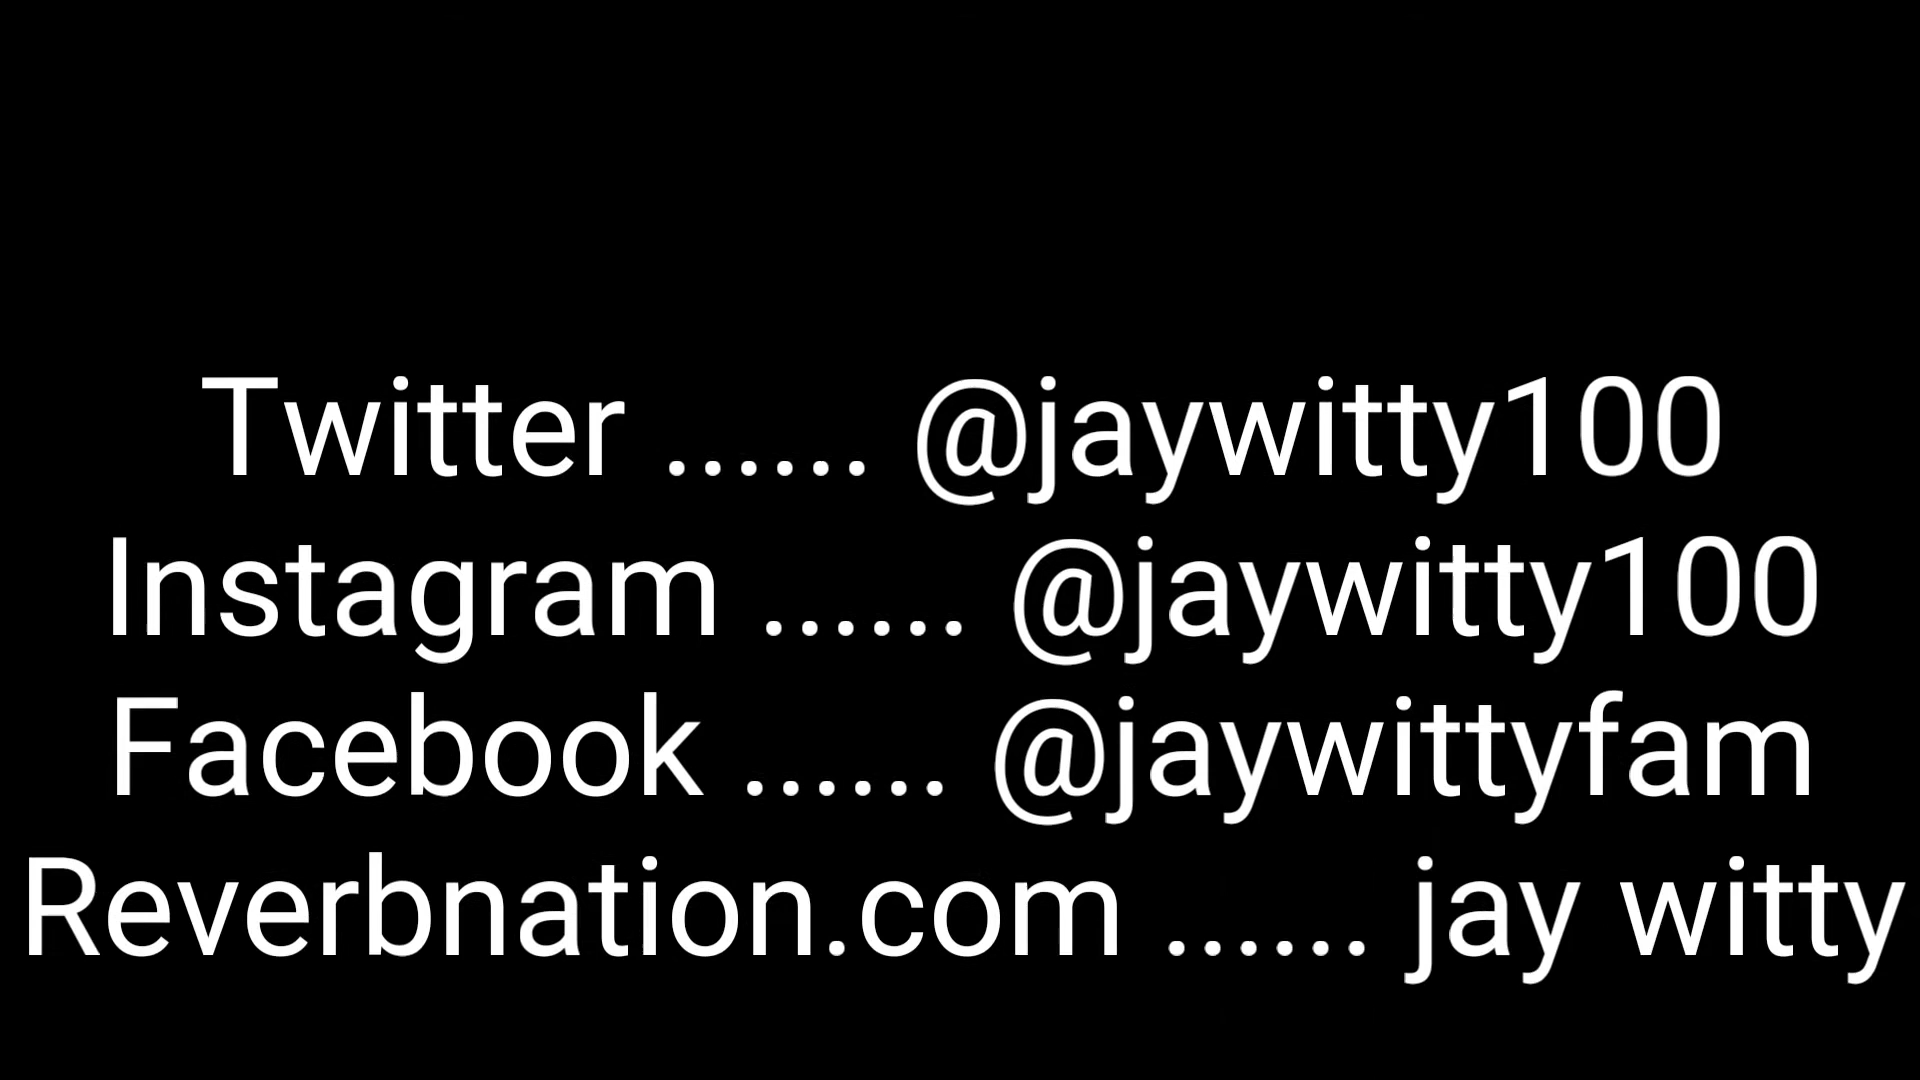 Twitter ...... @jaywitty100
Instagram ...... @jaywitty100
Facebook ...... @jaywittyfam
Reverbnation.com ...... jay witty